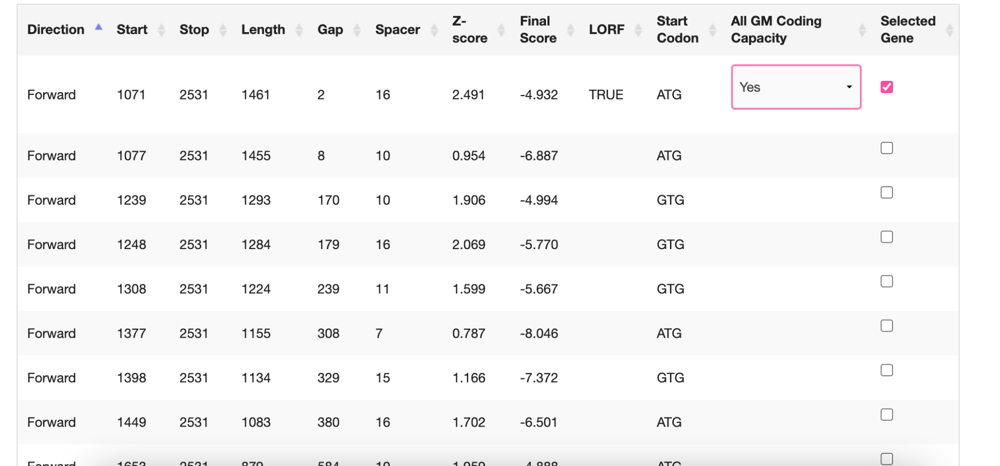 Direction Start Stop Length Gap Spacer Z-score Final Score LORF Start Codon All GM Coding Capacity Selected Gene
Forward 1071 2531 1461 2 16 2.491 -4.932 TRUE ATG Yes
Forward 1077 2531 1455 8 10 0.954 -6.887 ATG
Forward 1239 2531 1293 170 10 1.906 -4.994 GTG
Forward 1248 2531 1284 179 16 2.069 -5.770 GTG
Forward 1308 2531 1224 239 11 1.599 -5.667 GTG
Forward 1377 2531 1155 308 7 0.787 -8.046 ATG
Forward 1398 2531 1134 329 15 1.166 -7.372 GTG
Forward 1449 2531 1083 380 16 1.702 -6.501 ATG
Forward 1653 2531 879 584 10 1.959 -4.888 ATG